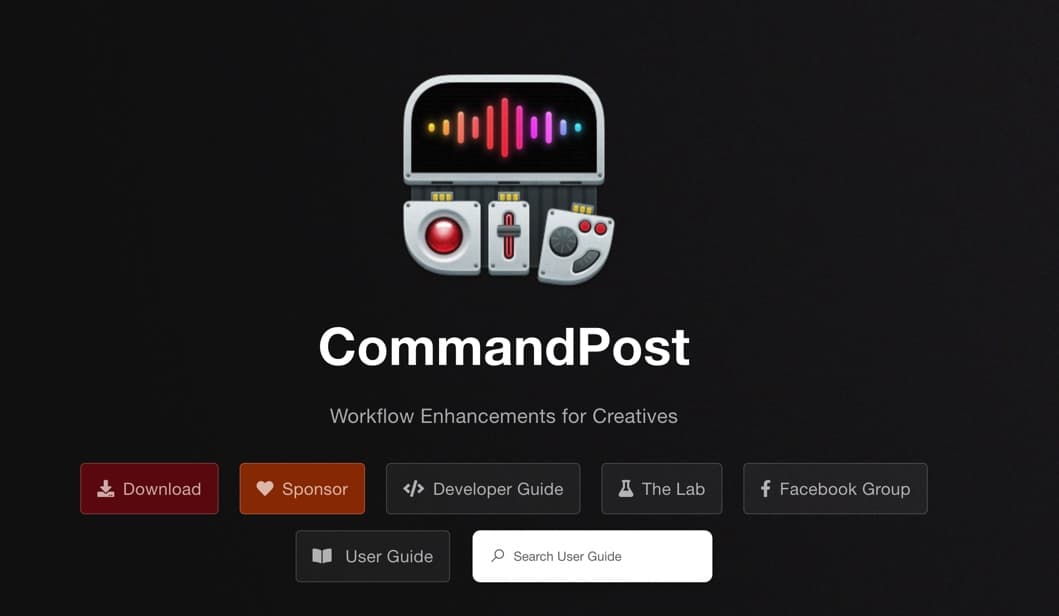 CommandPost
Workflow Enhancements for Creatives
Download
Sponsor
Developer Guide
The Lab
Facebook Group
User Guide
Search User Guide